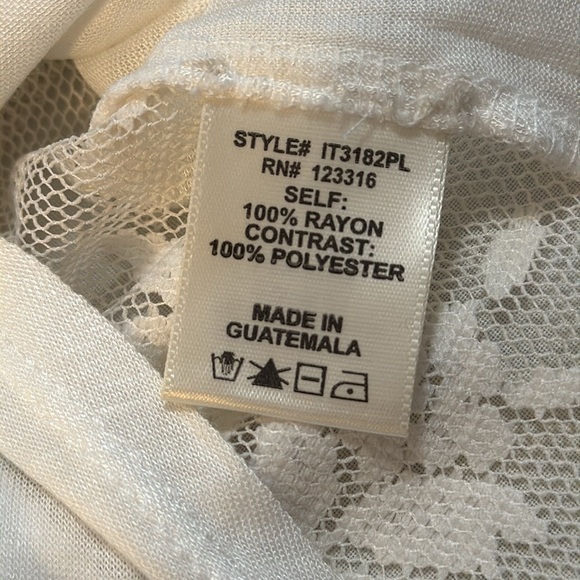 STYLE# IT3182PL
RN# 123316
SELF:
100% RAYON
CONTRAST:
100% POLYESTER
MADE IN
GUATEMALA